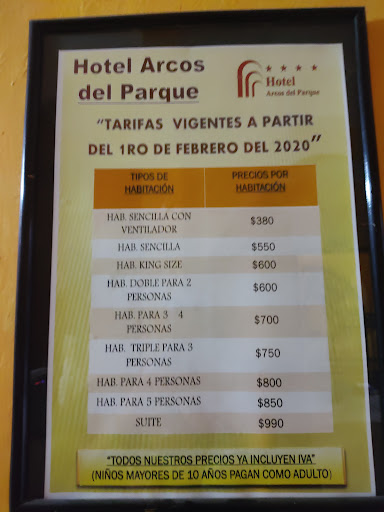 Hotel Arcos
del Parque
Hotel
Arcos del Parque
“TARIFAS VIGENTES A PARTIR
DEL 1RO DE FEBRERO DEL 2020”
TIPOS DE
HABITACIÓN
PRECIOS POR
HABITACIÓN
HAB. SENCILLA CON
VENTILADOR
$380
HAB. SENCILLA
$550
HAB. KING SIZE
$600
HAB. DOBLE PARA 2
PERSONAS
$600
HAB. PARA 3 4
PERSONAS
$700
HAB. TRIPLE PARA 3
PERSONAS
$750
HAB. PARA 4 PERSONAS
$800
HAB. PARA 5 PERSONAS
$850
SUITE
$990
“TODOS NUESTROS PRECIOS YA INCLUYEN IVA”
(NIÑOS MAYORES DE 10 AÑOS PAGAN COMO ADULTO)